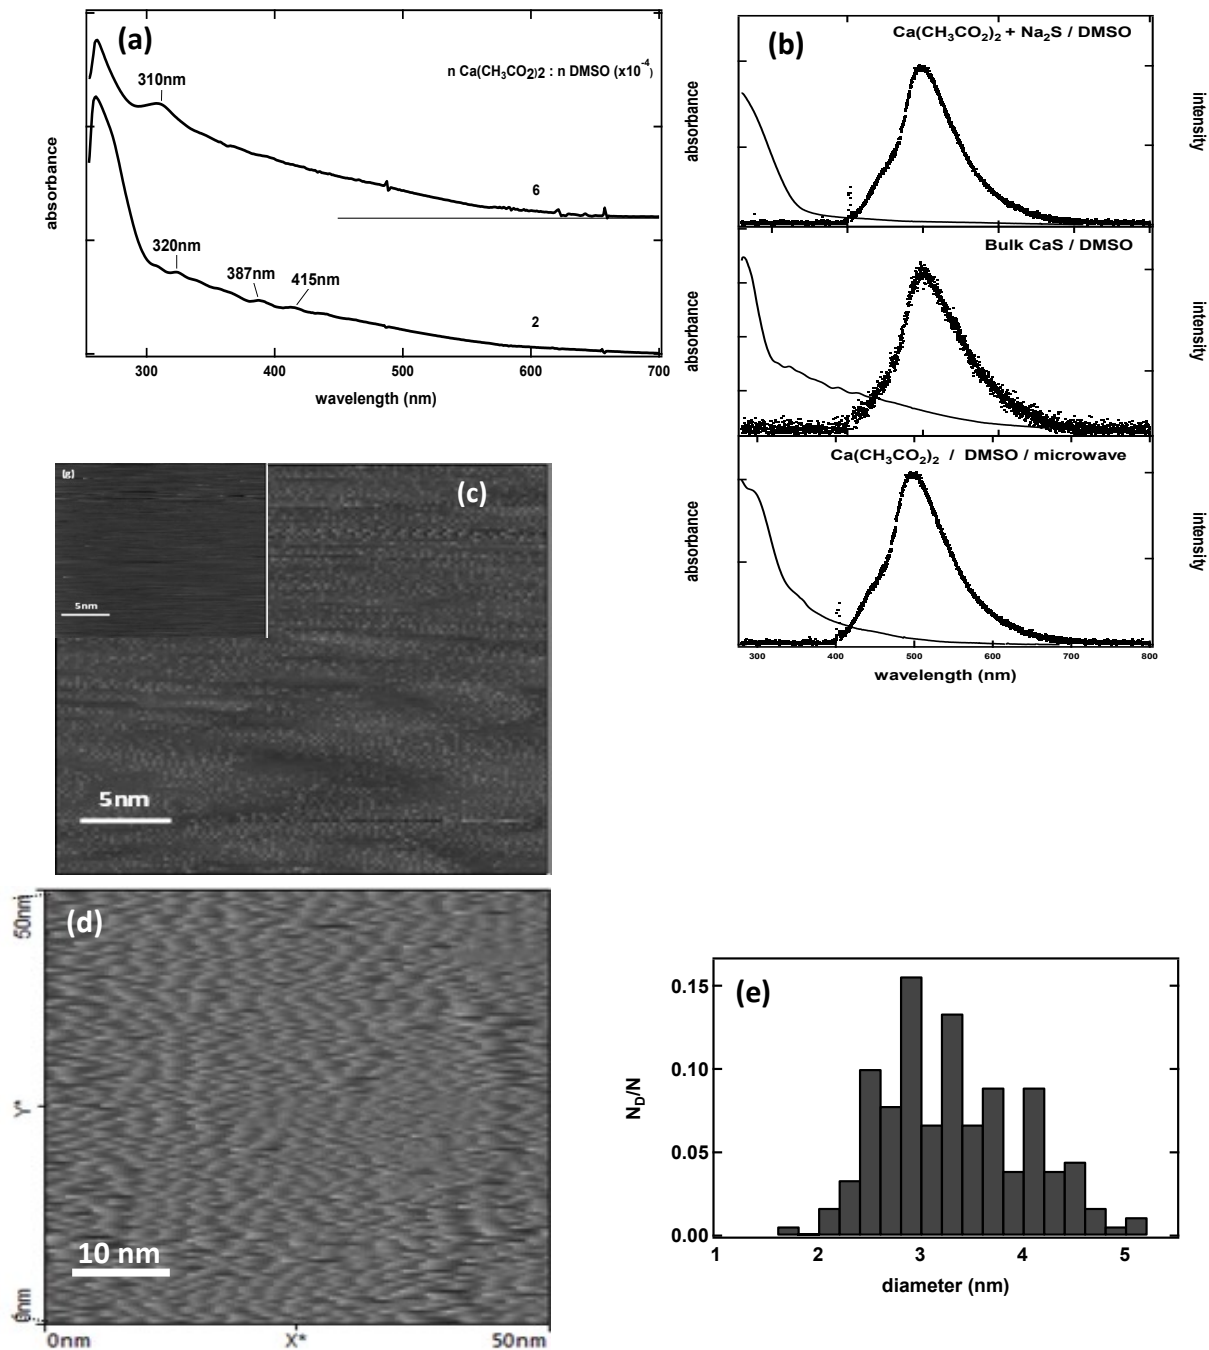 (a)
n Ca(CH3CO2)2 : n DMSO (x10-4)
310nm
6
320nm
387nm
415nm
2
absorbance
300
400
500
600
700
wavelength (nm)
(b)
Ca(CH3CO2)2 + Na2S / DMSO
absorbance
intensity
Bulk CaS / DMSO
absorbance
intensity
Ca(CH3CO2)2 / DMSO / microwave
absorbance
intensity
300
400
500
600
700
800
wavelength (nm)
(g)
5nm
(c)
5nm
(d)
50nm
Y*
0nm
10 nm
0nm
X*
50nm
(e)
0.15
0.10
0.05
0.00
ND/N
1
2
3
4
5
diameter (nm)